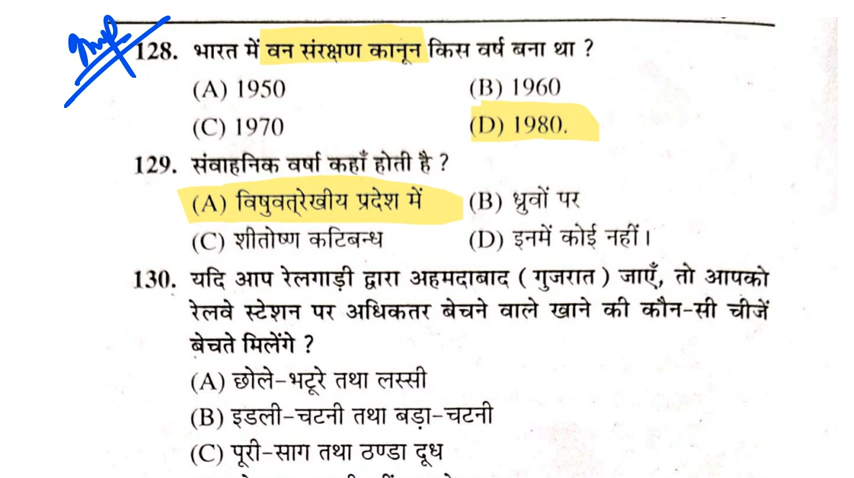 Imp
128. भारत में वन संरक्षण कानून किस वर्ष बना था ?
(A) 1950 (B) 1960
(C) 1970 (D) 1980.
129. संवाहनिक वर्षा कहाँ होती है ?
(A) विषुवत्‌रेखीय प्रदेश में (B) ध्रुवों पर
(C) शीतोष्ण कटिबन्ध (D) इनमें कोई नहीं।
130. यदि आप रेलगाड़ी द्वारा अहमदाबाद ( गुजरात ) जाएँ, तो आपको
रेलवे स्टेशन पर अधिकतर बेचने वाले खाने की कौन-सी चीजें
बेचते मिलेंगे ?
(A) छोले-भटूरे तथा लस्सी
(B) इडली-चटनी तथा बड़ा-चटनी
(C) पूरी-साग तथा ठण्डा दूध